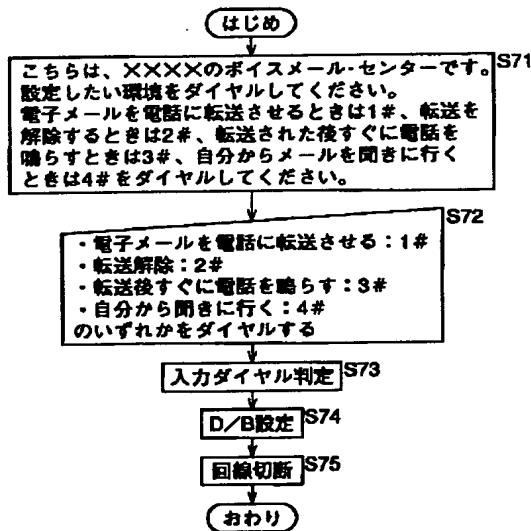 はじめ
S71
こちらは、××××のボイスメール・センターです。
設定したい環境をダイヤルしてください。
電子メールを電話に転送させるときは1#、転送を
解除するときは2#、転送された後すぐに電話を
鳴らすときは3#、自分からメールを聞きに行く
ときは4#をダイヤルしてください。
S72
・電子メールを電話に転送させる：1#
・転送解除：2#
・転送後すぐに電話を鳴らす：3#
・自分から聞きに行く：4#
のいずれかをダイヤルする
入力ダイヤル判定 S73
D／B設定 S74
回線切断 S75
おわり